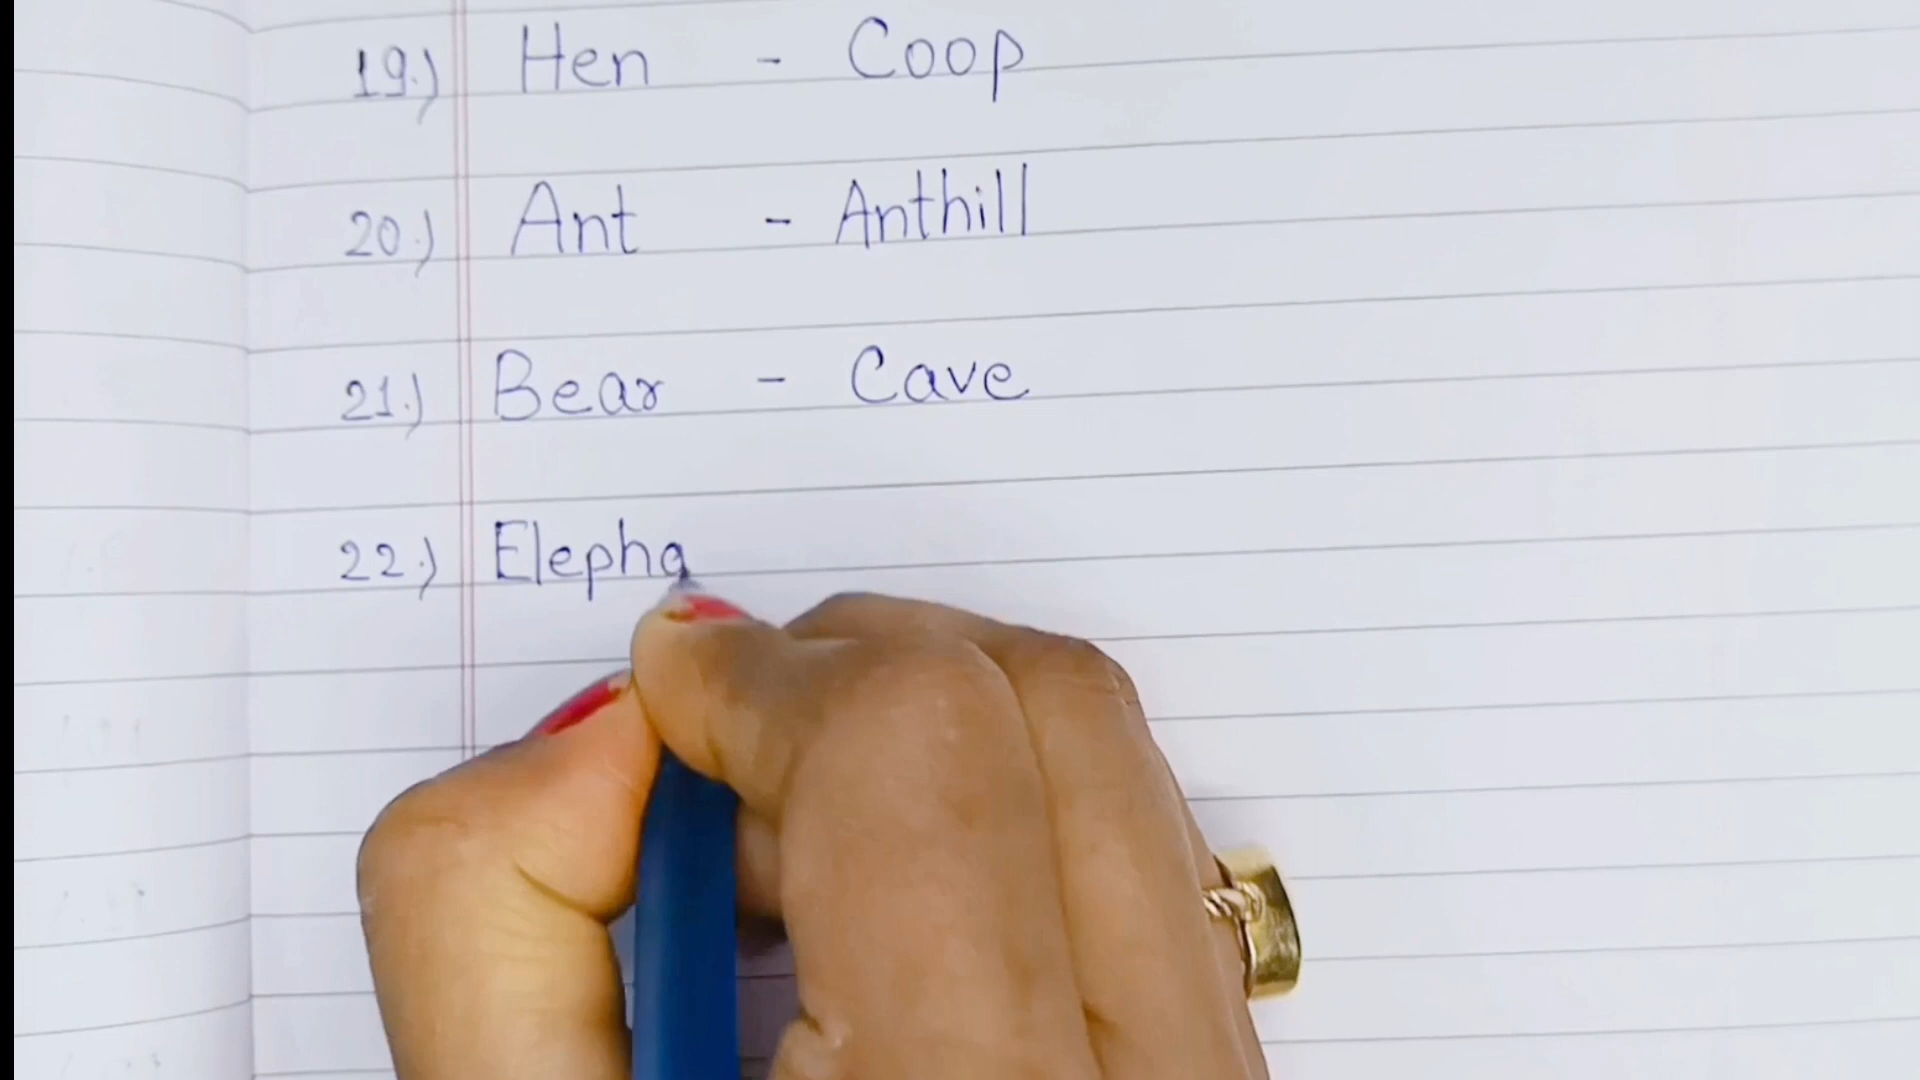 19.) Hen - Coop
20.) Ant - Anthill
21.) Bear - Cave
22.) Elepha